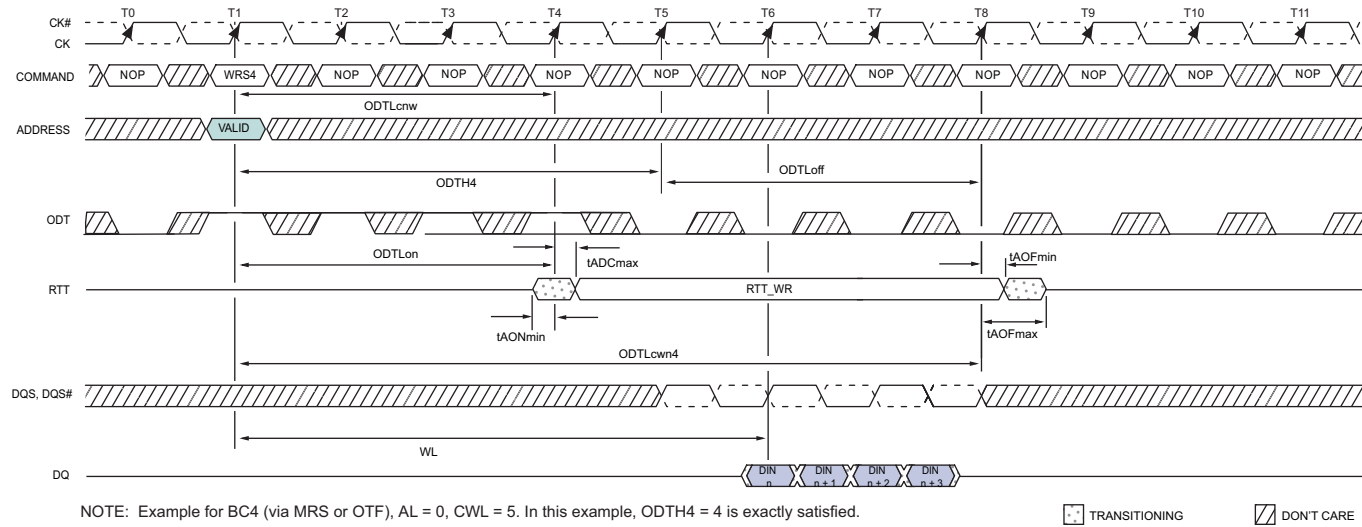 T0 T1 T2 T3 T4 T5 T6 T7 T8 T9 T10 T11
CK#
CK
COMMAND NOP WRS4 NOP NOP NOP NOP NOP NOP NOP NOP NOP NOP
ODTLcnw
ADDRESS VALID
ODTH4 ODTLoff
ODT
ODTLon tADCmax tAOFmin
RTT RTT_WR
tAONmin tAOFmax
ODTLcwn4
DQS, DQS#
WL
DQ DIN n DIN n + 1 DIN n + 2 DIN n + 3
NOTE: Example for BC4 (via MRS or OTF), AL = 0, CWL = 5. In this example, ODTH4 = 4 is exactly satisfied. TRANSITIONING DON'T CARE